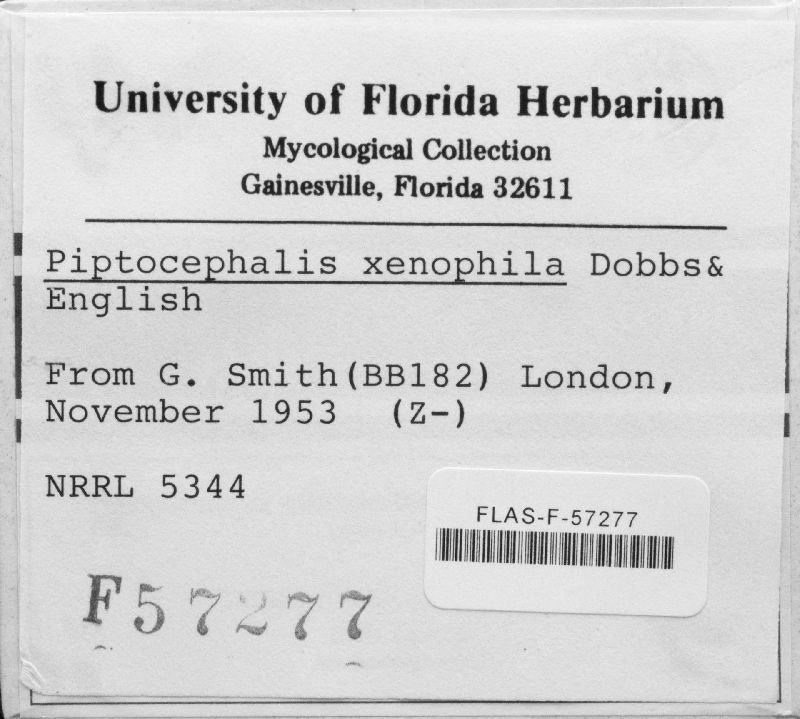 University of Florida Herbarium
Mycological Collection
Gainesville, Florida 32611
Piptocephalis xenophila Dobbs&
English
From G. Smith(BB182) London,
November 1953 (Z-)
NRRL 5344
FLAS-F-57277
F57277